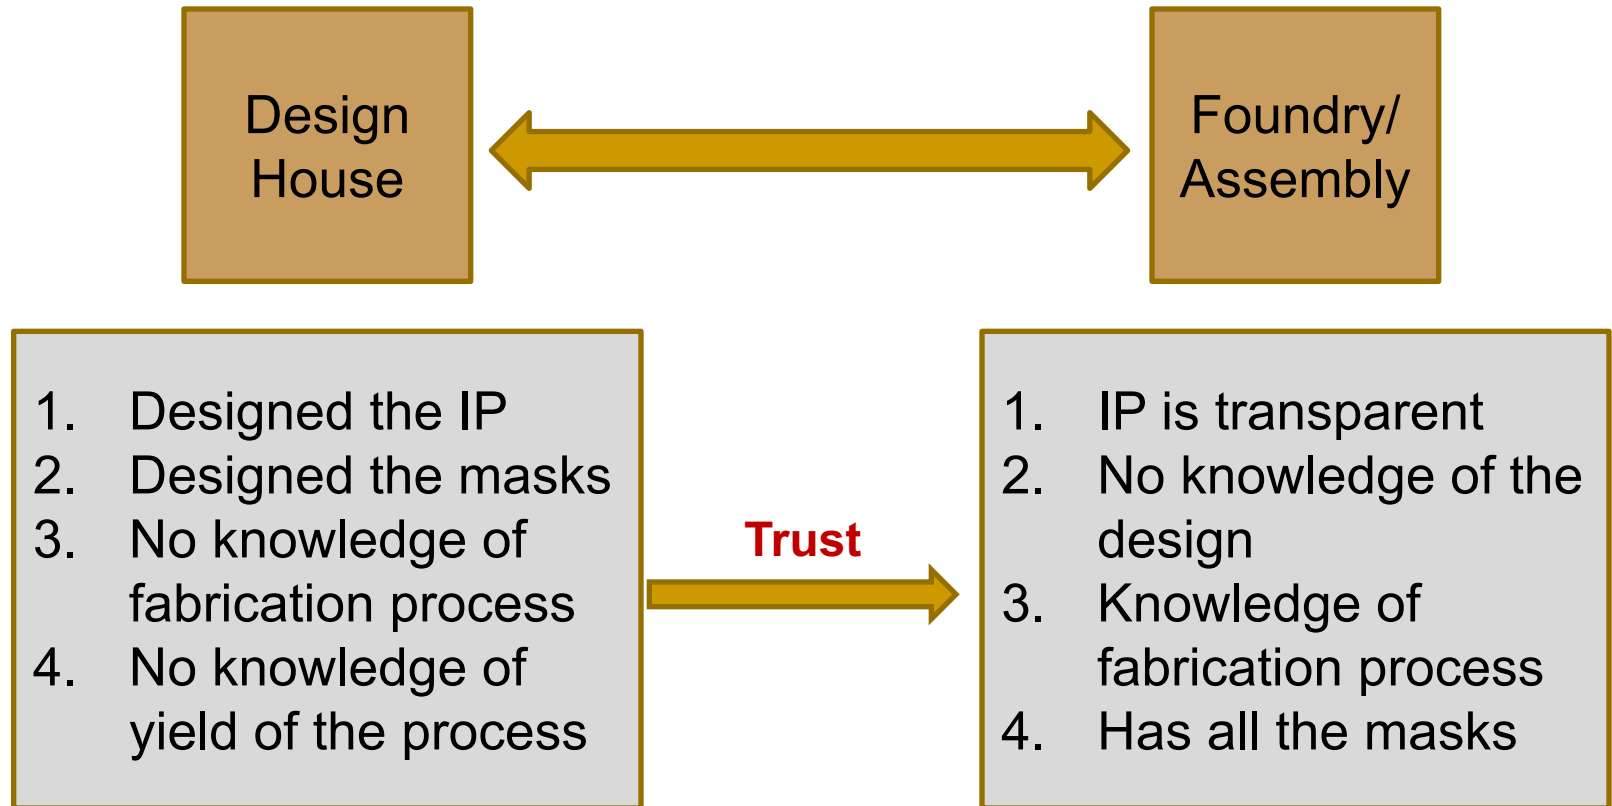 Design
House
Foundry/
Assembly
1. Designed the IP
2. Designed the masks
3. No knowledge of
fabrication process
4. No knowledge of
yield of the process
Trust
1. IP is transparent
2. No knowledge of the
design
3. Knowledge of
fabrication process
4. Has all the masks